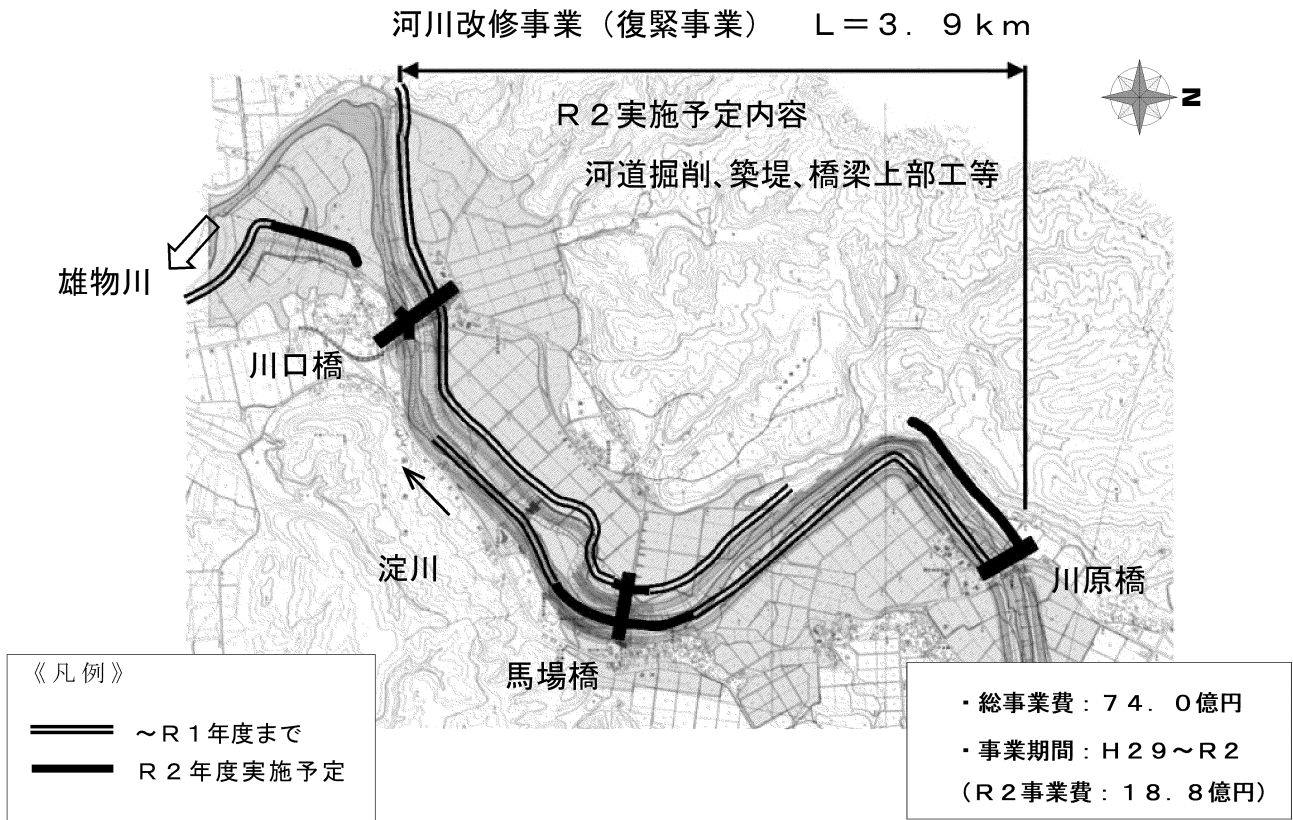 河川改修事業（復緊事業）　Ｌ＝３．９ｋｍ
Ｎ
Ｒ２実施予定内容
河道掘削、築堤、橋梁上部工等
雄物川
川口橋
淀川
川原橋
馬場橋
《凡例》
～Ｒ１年度まで
Ｒ２年度実施予定
・総事業費：７４．０億円
・事業期間：Ｈ２９～Ｒ２
（Ｒ２事業費：１８．８億円）